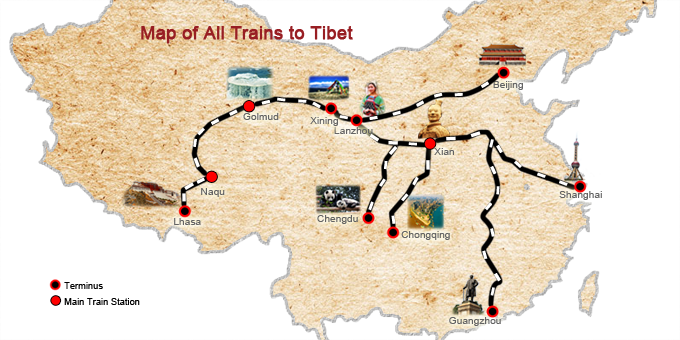 Map of All Trains to Tibet
Beijing
Golmud
Xining
Lanzhou
Xian
Naqu
Shanghai
Lhasa
Chengdu
Chongqing
Terminus
Main Train Station
Guangzhou